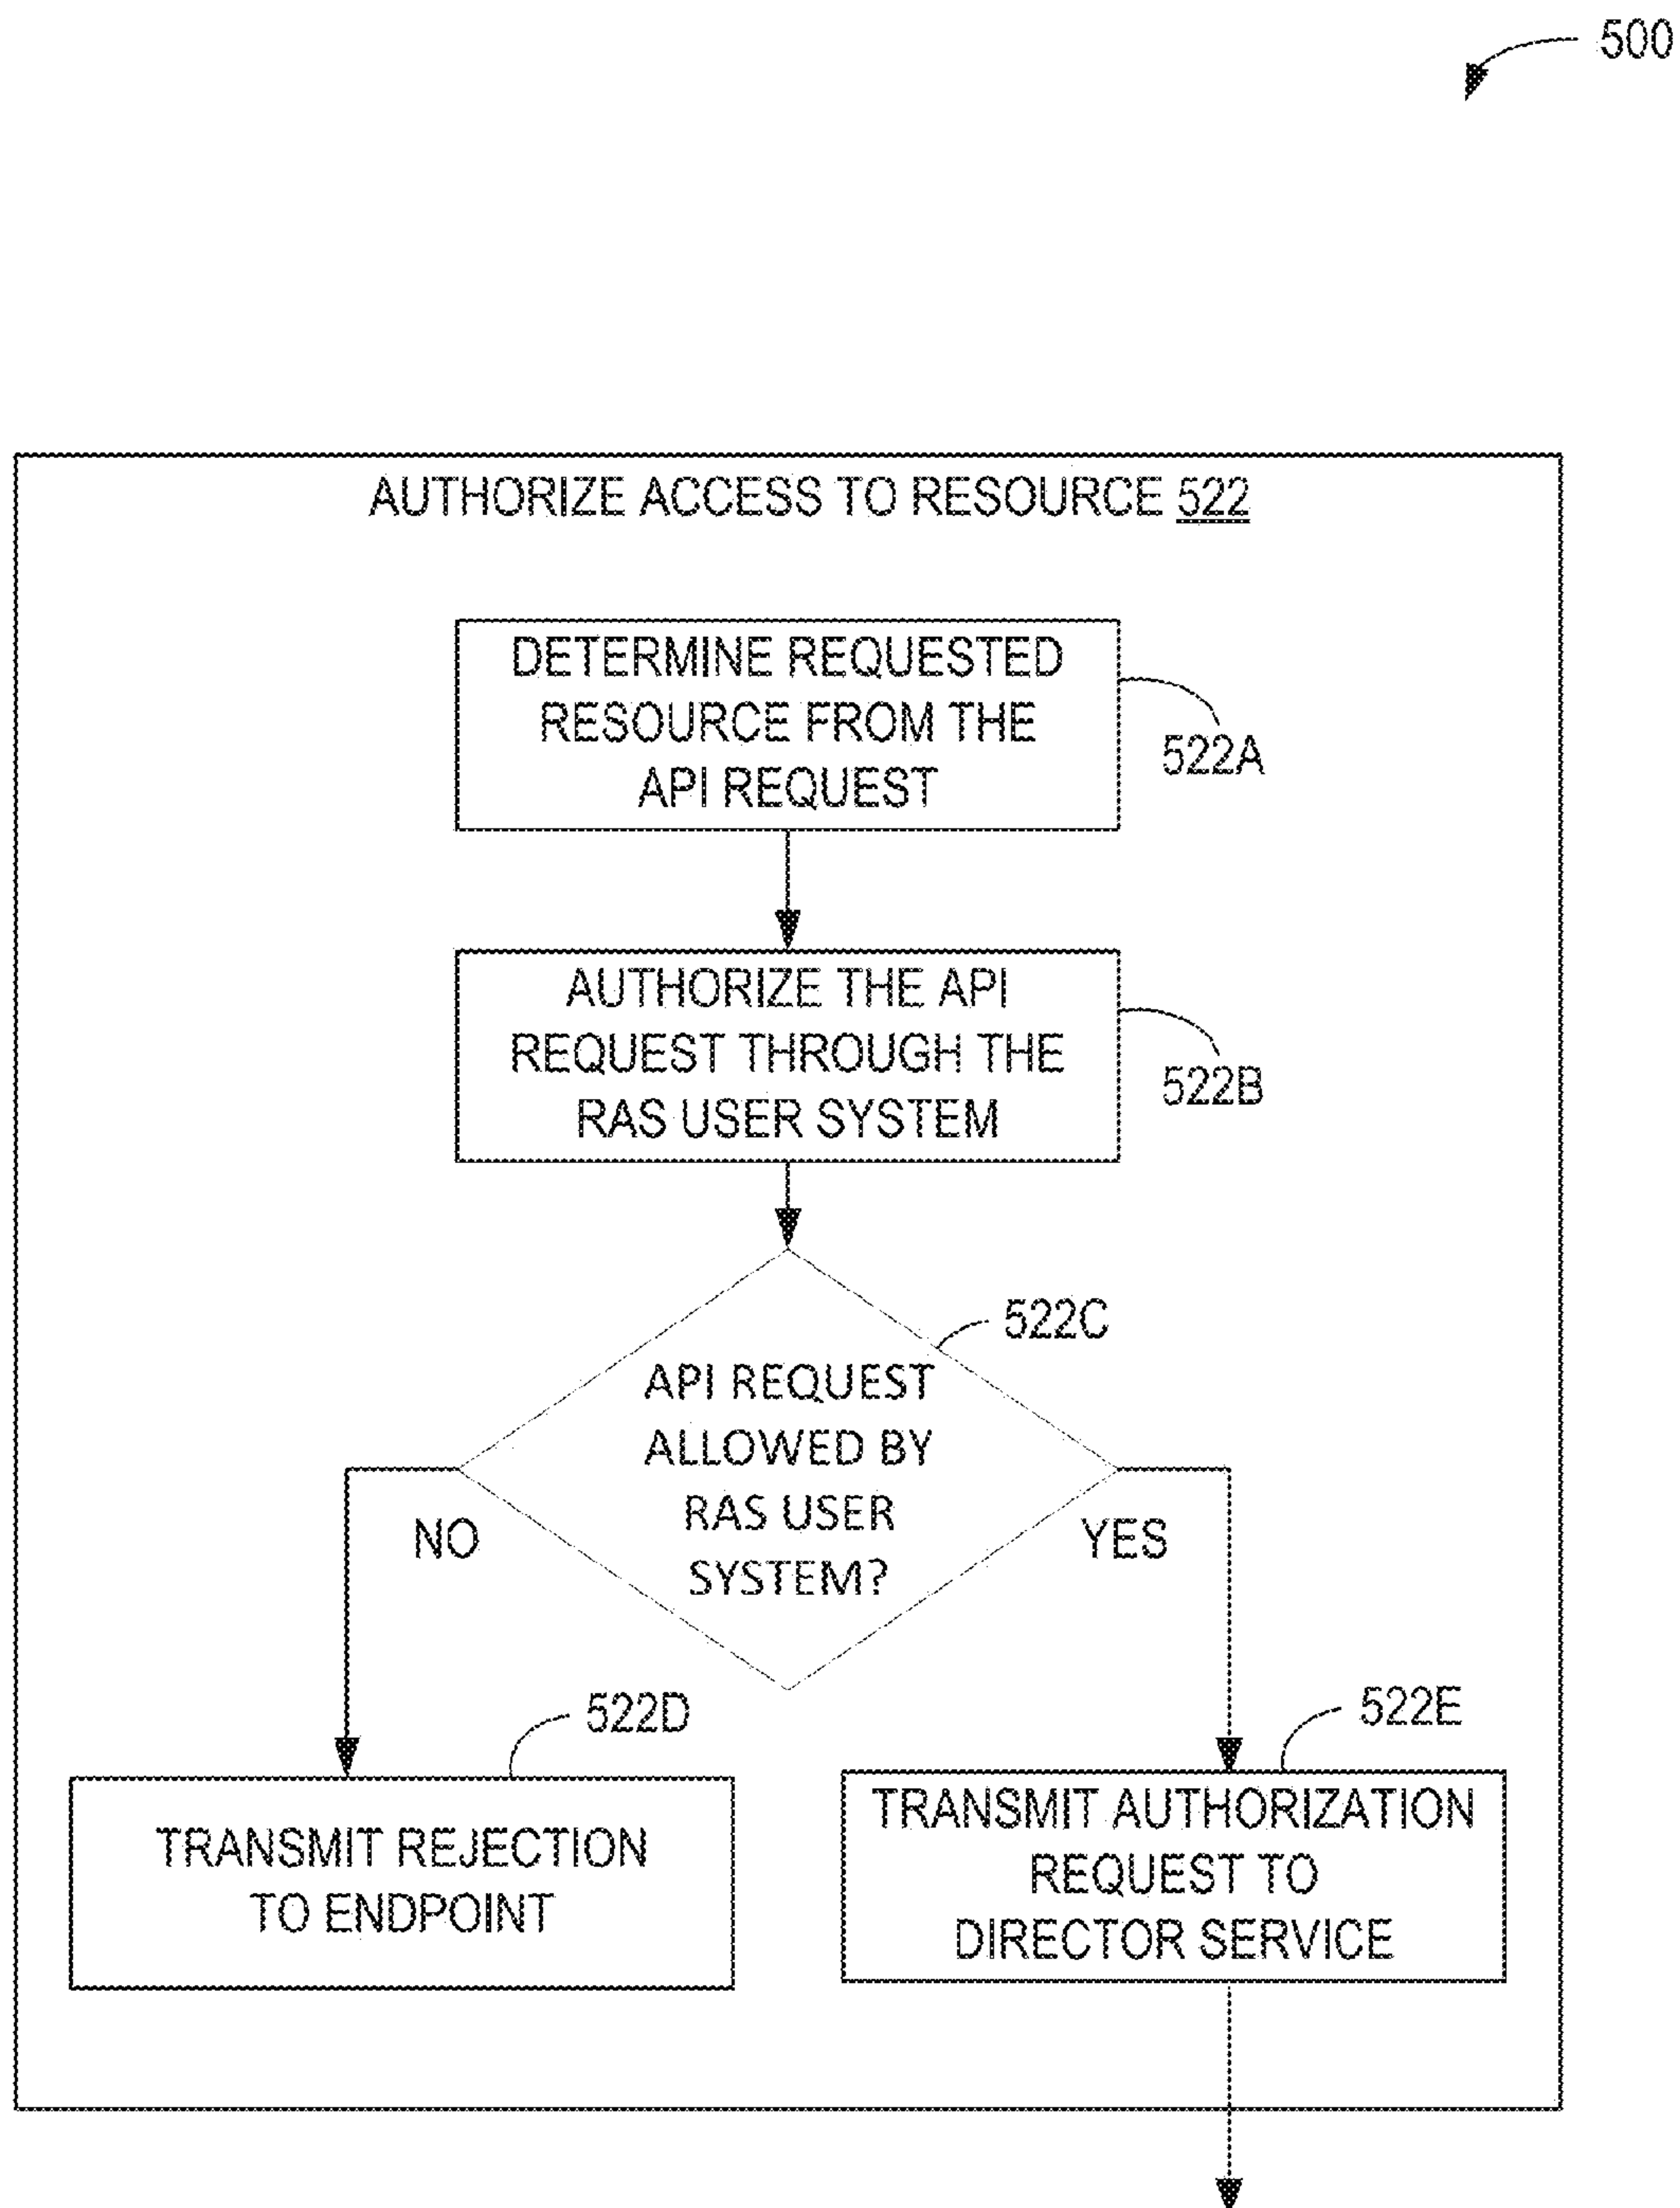 500
AUTHORIZE ACCESS TO RESOURCE 522
DETERMINE REQUESTED
RESOURCE FROM THE
API REQUEST
522A
AUTHORIZE THE API
REQUEST THROUGH THE
RAS USER SYSTEM
522B
522C
API REQUEST
ALLOWED BY
RAS USER
SYSTEM?
NO
YES
522D
TRANSMIT REJECTION
TO ENDPOINT
522E
TRANSMIT AUTHORIZATION
REQUEST TO
DIRECTOR SERVICE